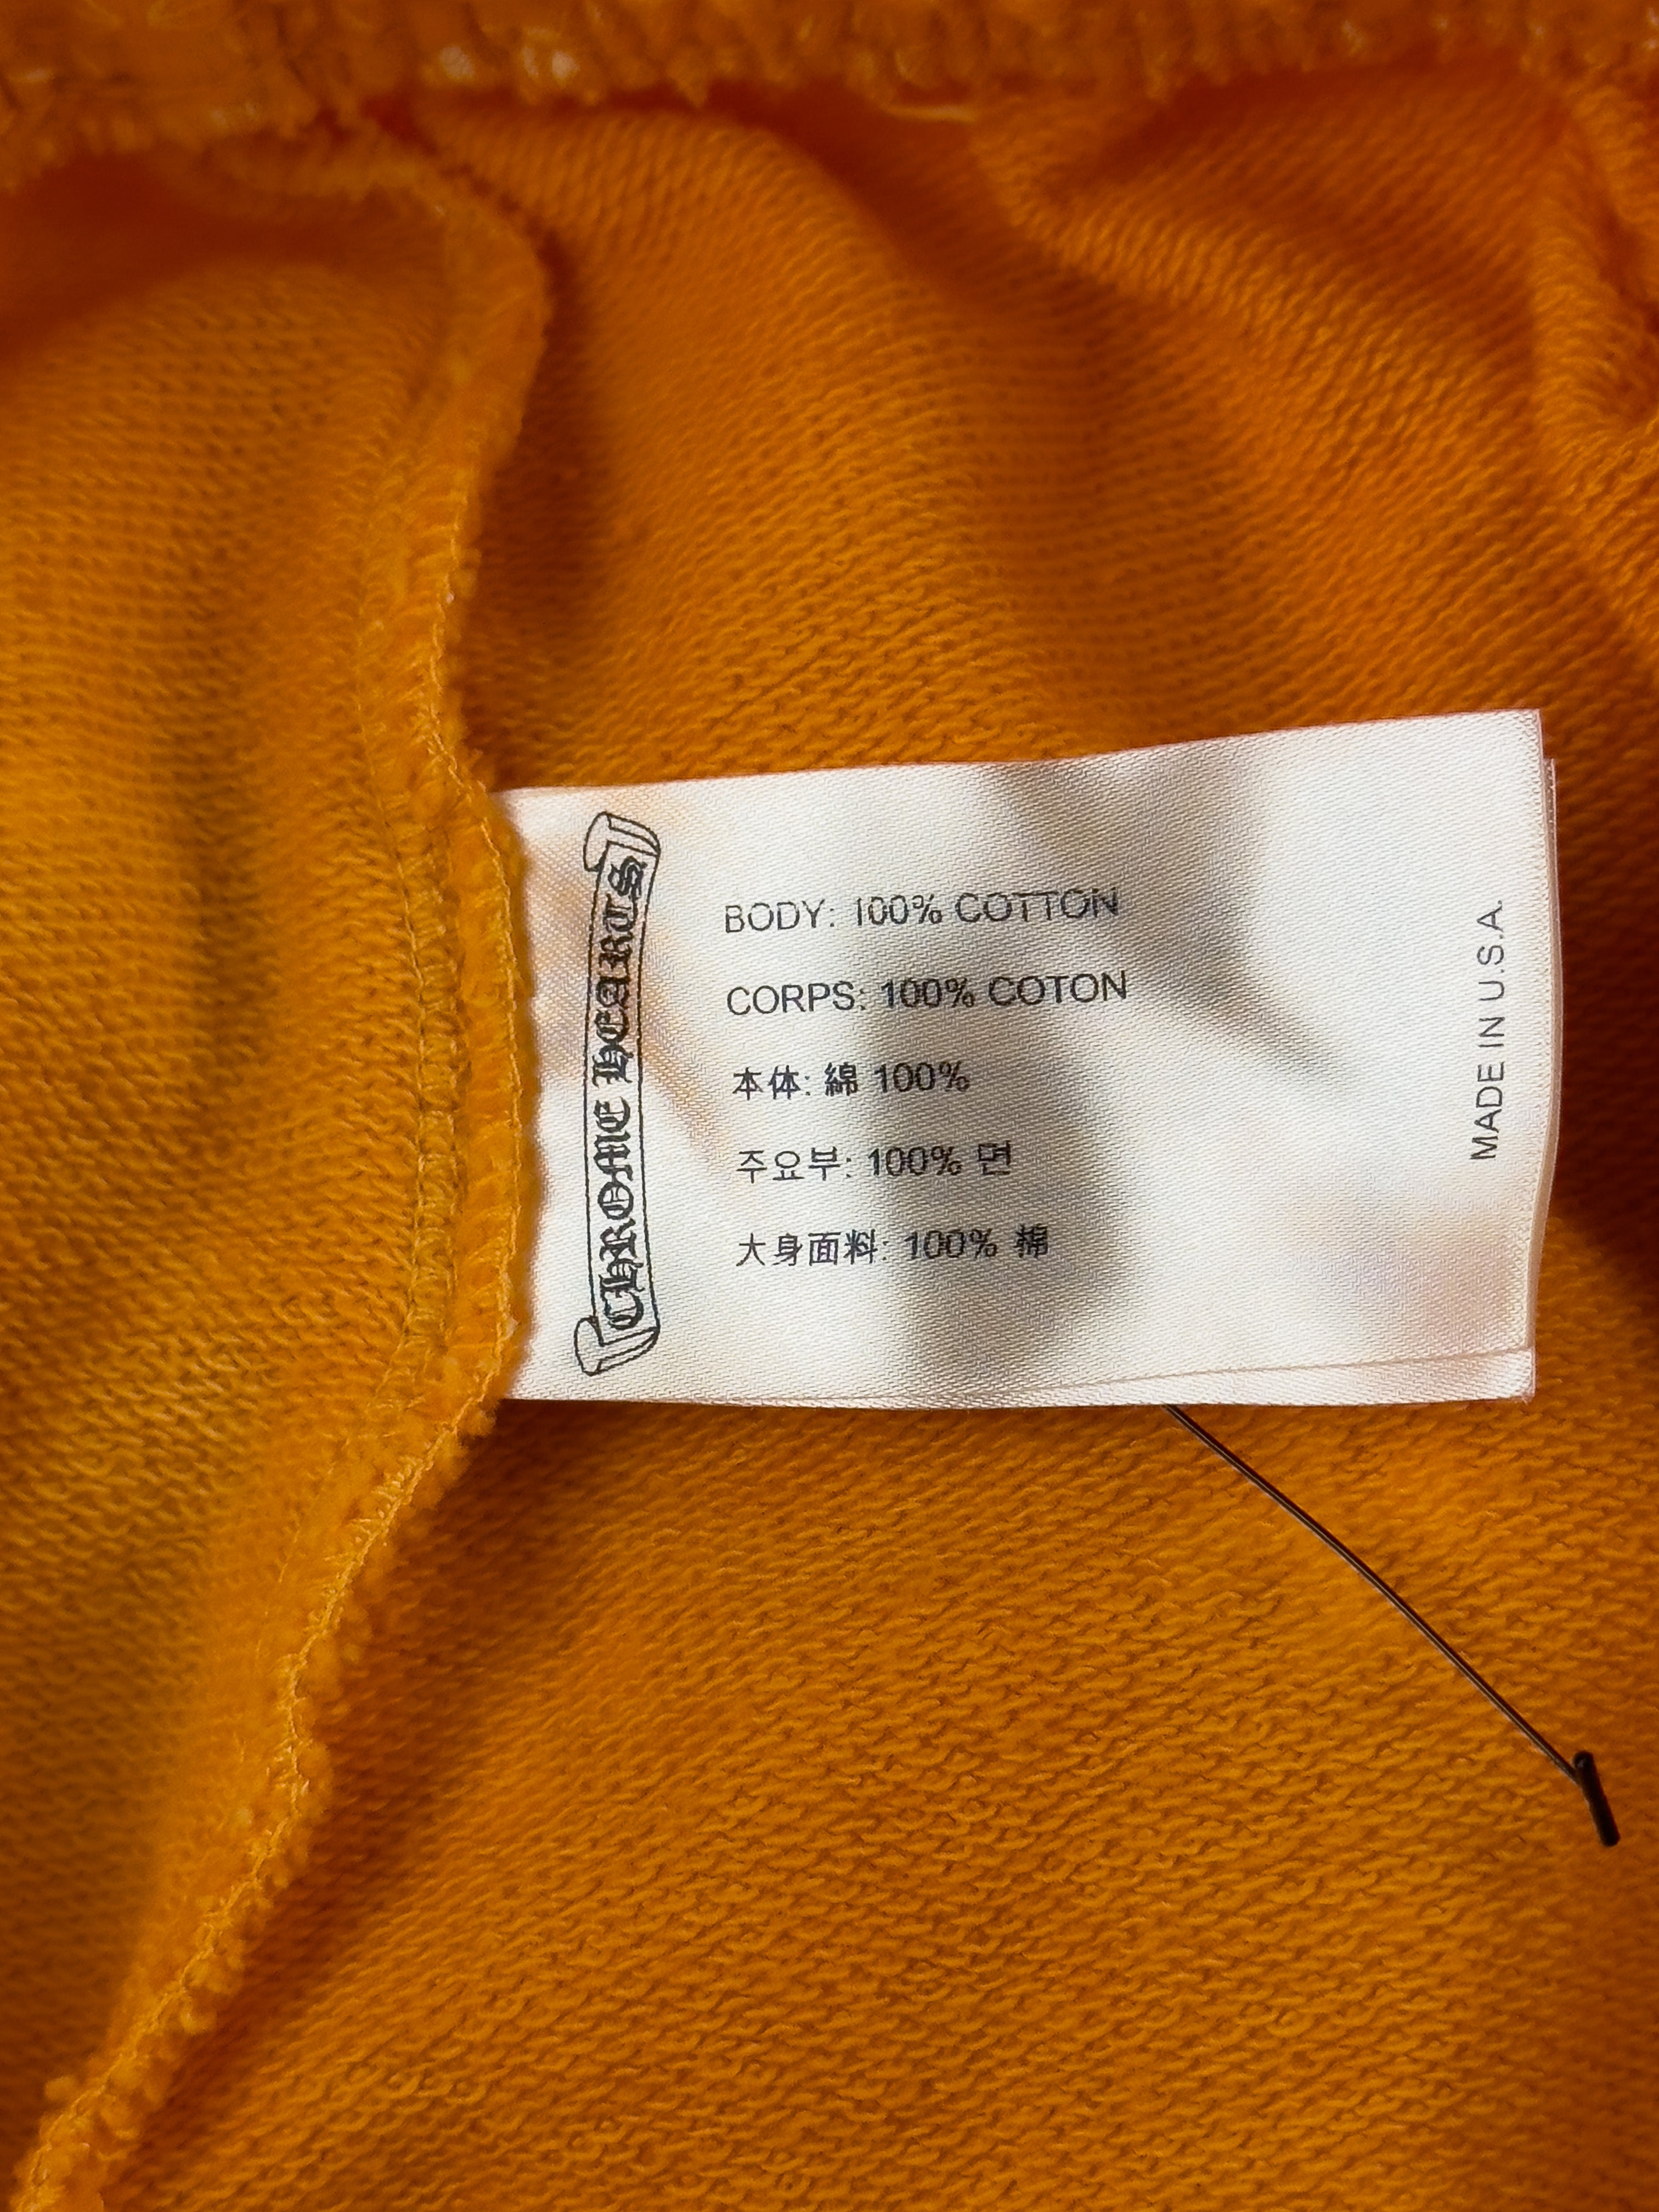 CHROME HEARTS
BODY: 100% COTTON
CORPS: 100% COTON
本体: 綿 100%
주요부: 100% 면
大身面料: 100% 棉
MADE IN U.S.A.